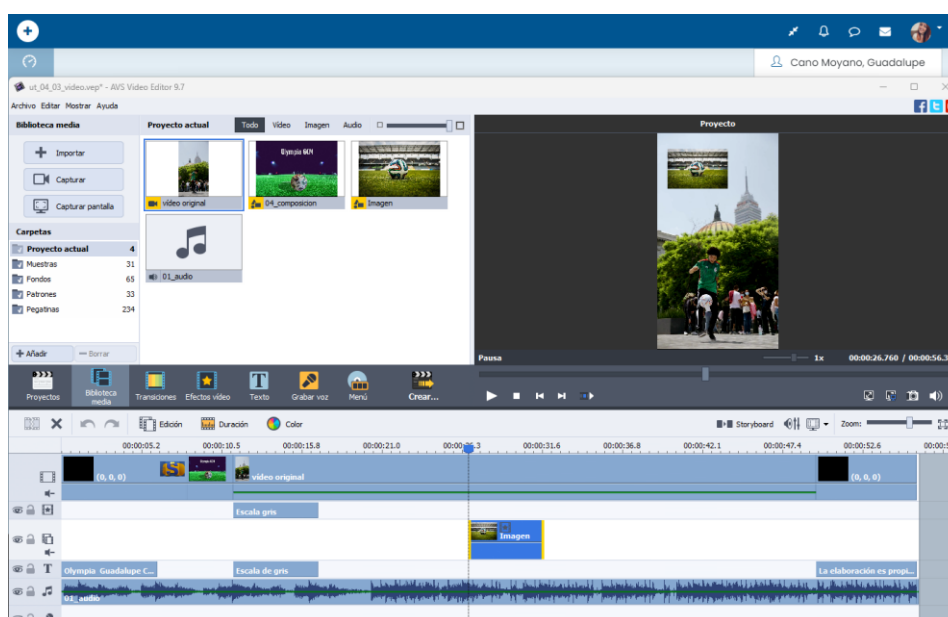 Cano Moyano, Guadalupe
ut_04_03_video.vep* - AVS Video Editor 9.7
Archivo Editar Mostrar Ayuda
Biblioteca media
Proyecto actual
Todo Vídeo Imagen Audio
Proyecto
Importar
Capturar
Capturar pantalla
vídeo original
04_composicion
Imagen
01_audio
Carpetas
Proyecto actual 4
Muestras 31
Fondos 65
Patrones 33
Pegatinas 234
Añadir
Borrar
Pausa
1x
00:00:26.760 / 00:00:56.3
Proyectos
Biblioteca media
Transiciones
Efectos vídeo
Texto
Grabar voz
Menú
Crear...
Edición
Duración
Color
Storyboard
Zoom:
00:00:05.2 00:00:10.5 00:00:15.8 00:00:21.0 00:00:26.3 00:00:31.6 00:00:36.8 00:00:42.1 00:00:47.4 00:00:52.6
(0, 0, 0)
vídeo original
(0, 0, 0)
Escala gris
Imagen
T
Olympia Guadalupe C...
Escala de gris
La elaboración es propi...
01_audio